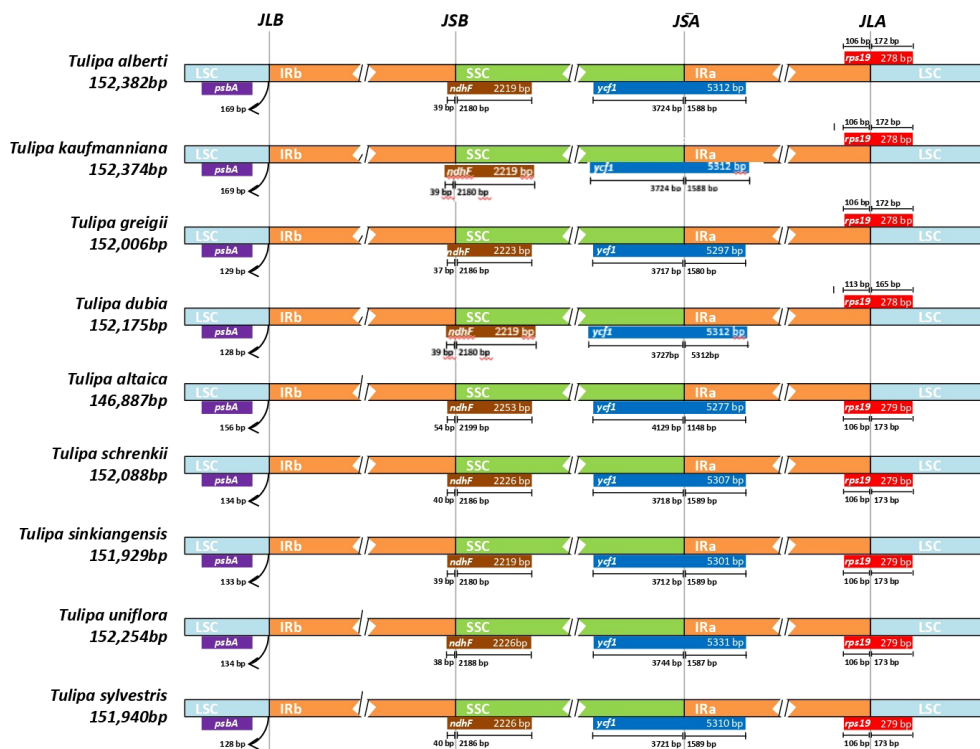 JLB JSB JSA JLA
106 bp 172 bp
Tulipa alberti
152,382bp
rps19 278 bp
LSC IRb SSC IRa LSC
psbA ndhF 2219 bp ycf1 5312 bp
169 bp 39 bp 2180 bp 3724 bp 1588 bp
106 bp 172 bp
Tulipa kaufmanniana
152,374bp
rps19 278 bp
LSC IRb SSC IRa LSC
psbA ndhF 2219 bp ycf1 5312 bp
169 bp 39 bp 2180 bp 3724 bp 1588 bp
106 bp 172 bp
Tulipa greigii
152,006bp
rps19 278 bp
LSC IRb SSC IRa LSC
psbA ndhF 2223 bp ycf1 5297 bp
129 bp 37 bp 2186 bp 3717 bp 1580 bp
113 bp 165 bp
Tulipa dubia
152,175bp
rps19 278 bp
LSC IRb SSC IRa LSC
psbA ndhF 2219 bp ycf1 5312 bp
128 bp 39 bp 2180 bp 3727bp 5312bp
Tulipa altaica
146,887bp
LSC IRb SSC IRa LSC
psbA ndhF 2253 bp ycf1 5277 bp rps19 279 bp
156 bp 54 bp 2199 bp 4129 bp 1148 bp 106 bp 173 bp
Tulipa schrenkii
152,088bp
LSC IRb SSC IRa LSC
psbA ndhF 2226 bp ycf1 5307 bp rps19 279 bp
134 bp 40 bp 2186 bp 3718 bp 1589 bp 106 bp 173 bp
Tulipa sinkiangensis
151,929bp
LSC IRb SSC IRa LSC
psbA ndhF 2219 bp ycf1 5301 bp rps19 279 bp
133 bp 39 bp 2180 bp 3712 bp 1589 bp 106 bp 173 bp
Tulipa uniflora
152,254bp
LSC IRb SSC IRa LSC
psbA ndhF 2226bp ycf1 5331 bp rps19 279 bp
134 bp 38 bp 2188 bp 3744 bp 1587 bp 106 bp 173 bp
Tulipa sylvestris
151,940bp
LSC IRb SSC IRa LSC
psbA ndhF 2226 bp ycf1 5310 bp rps19 279 bp
128 bp 40 bp 2186 bp 3721 bp 1589 bp 106 bp 173 bp